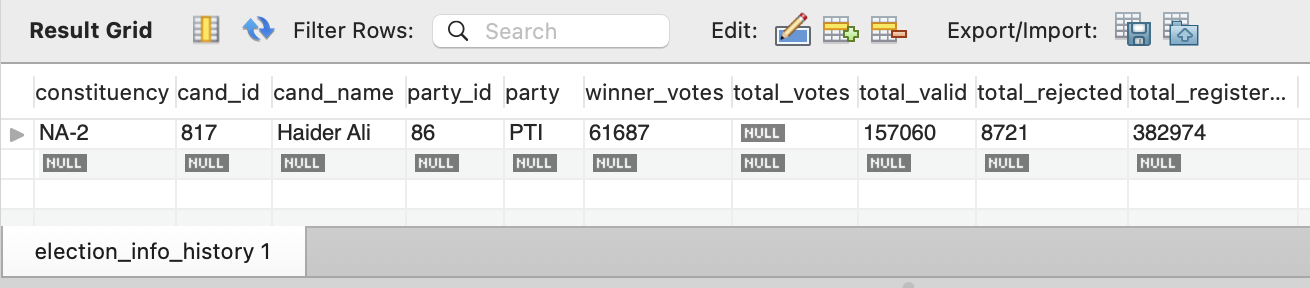 Result Grid Filter Rows: Search Edit: Export/Import:
constituency cand_id cand_name party_id party winner_votes total_votes total_valid total_rejected total_register...
NA-2 817 Haider Ali 86 PTI 61687 NULL 157060 8721 382974
NULL NULL NULL NULL NULL NULL NULL NULL NULL NULL
election_info_history 1